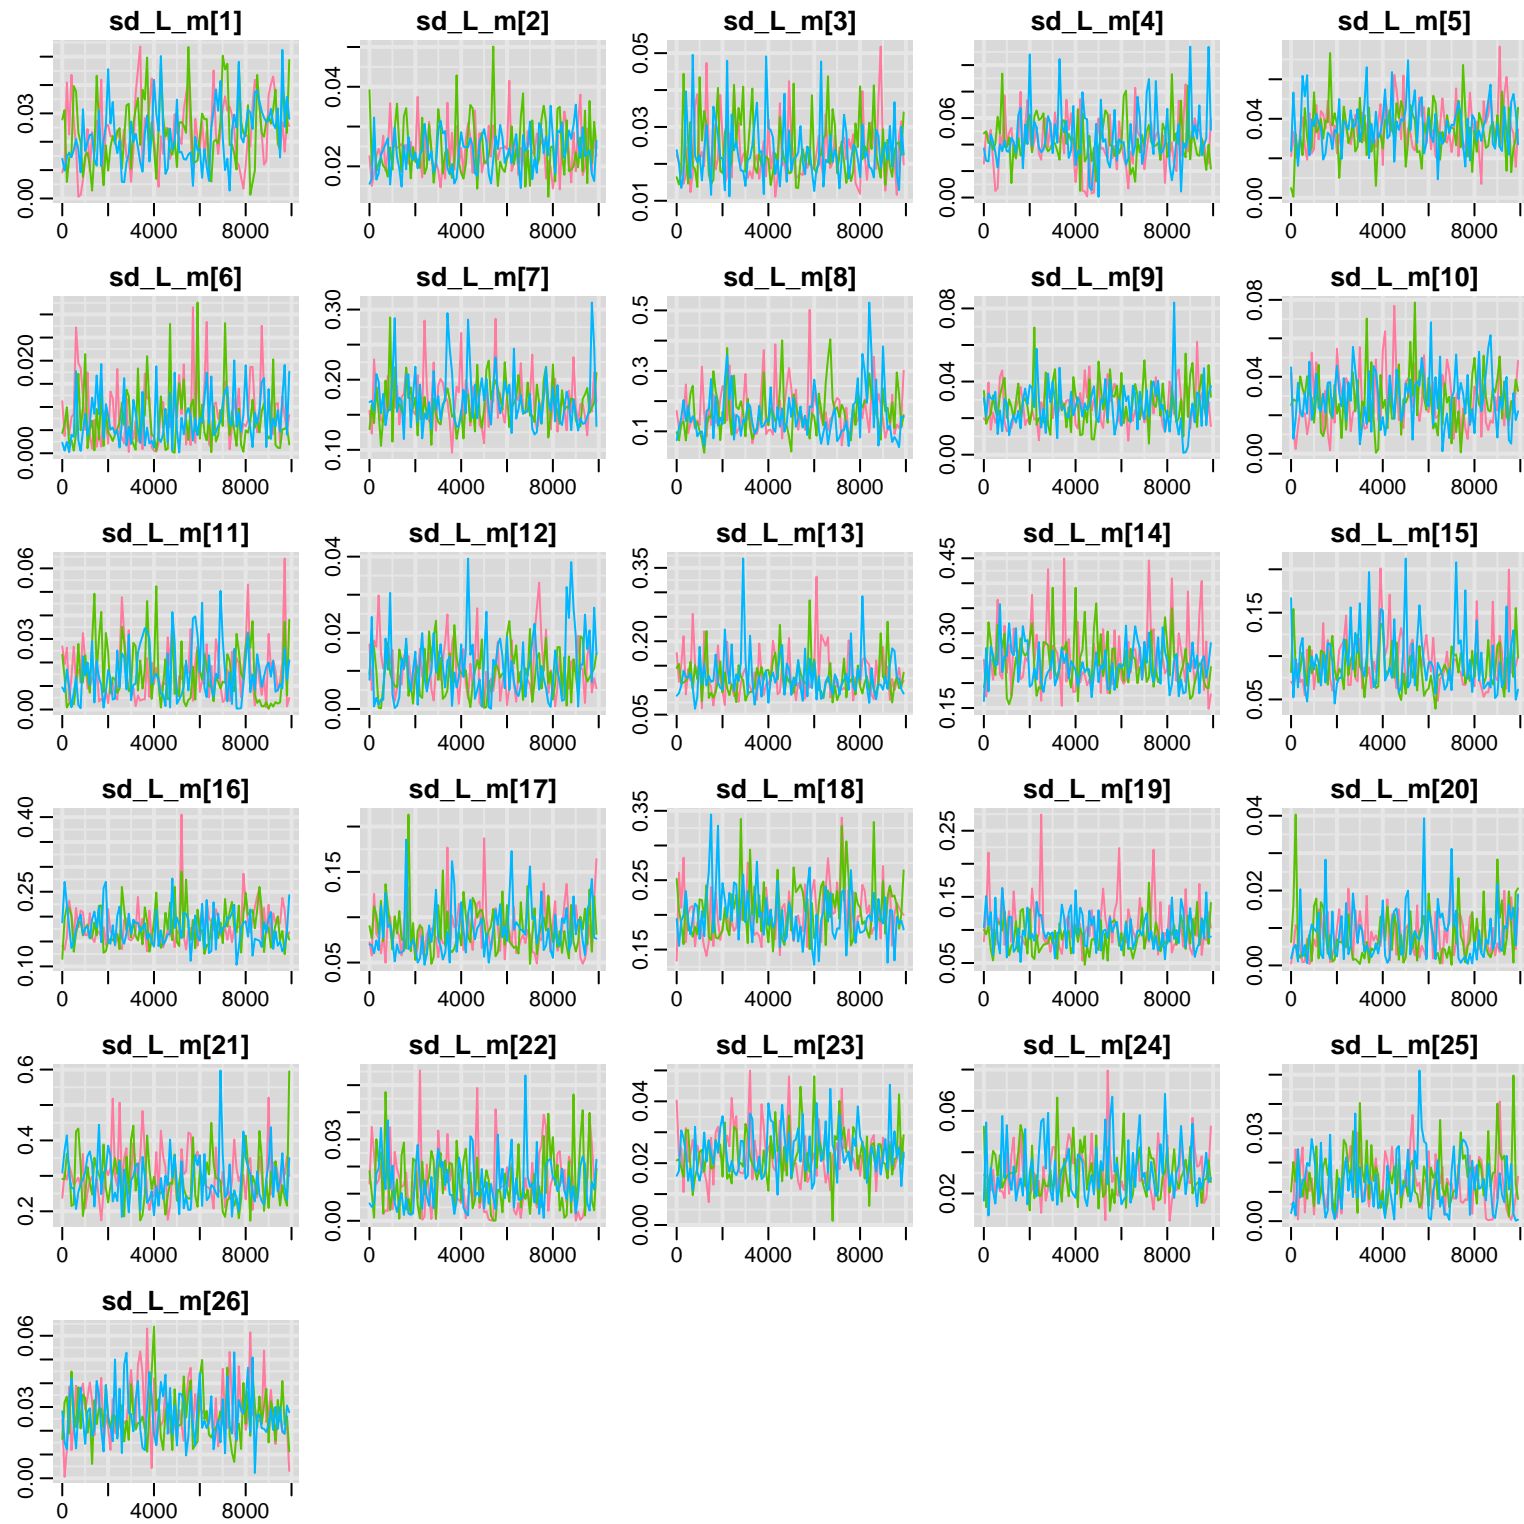 sd_L_m[1] sd_L_m[2] sd_L_m[3] sd_L_m[4] sd_L_m[5]
0.00 0.03
0.02 0.04
0.01 0.03 0.05
0.00 0.06
0.00 0.04
0 4000 8000 0 4000 8000 0 4000 8000 0 4000 8000 0 4000 8000
sd_L_m[6] sd_L_m[7] sd_L_m[8] sd_L_m[9] sd_L_m[10]
0.000 0.020
0.10 0.20 0.30
0.1 0.3 0.5
0.00 0.04 0.08
0.00 0.04 0.08
0 4000 8000 0 4000 8000 0 4000 8000 0 4000 8000 0 4000 8000
sd_L_m[11] sd_L_m[12] sd_L_m[13] sd_L_m[14] sd_L_m[15]
0.00 0.03 0.06
0.00 0.02 0.04
0.05 0.20 0.35
0.15 0.30 0.45
0.05 0.15
0 4000 8000 0 4000 8000 0 4000 8000 0 4000 8000 0 4000 8000
sd_L_m[16] sd_L_m[17] sd_L_m[18] sd_L_m[19] sd_L_m[20]
0.10 0.25 0.40
0.05 0.15
0.15 0.25 0.35
0.05 0.15 0.25
0.00 0.02 0.04
0 4000 8000 0 4000 8000 0 4000 8000 0 4000 8000 0 4000 8000
sd_L_m[21] sd_L_m[22] sd_L_m[23] sd_L_m[24] sd_L_m[25]
0.2 0.4 0.6
0.00 0.03
0.00 0.02 0.04
0.02 0.06
0.00 0.03
0 4000 8000 0 4000 8000 0 4000 8000 0 4000 8000 0 4000 8000
sd_L_m[26]
0.00 0.03 0.06
0 4000 8000